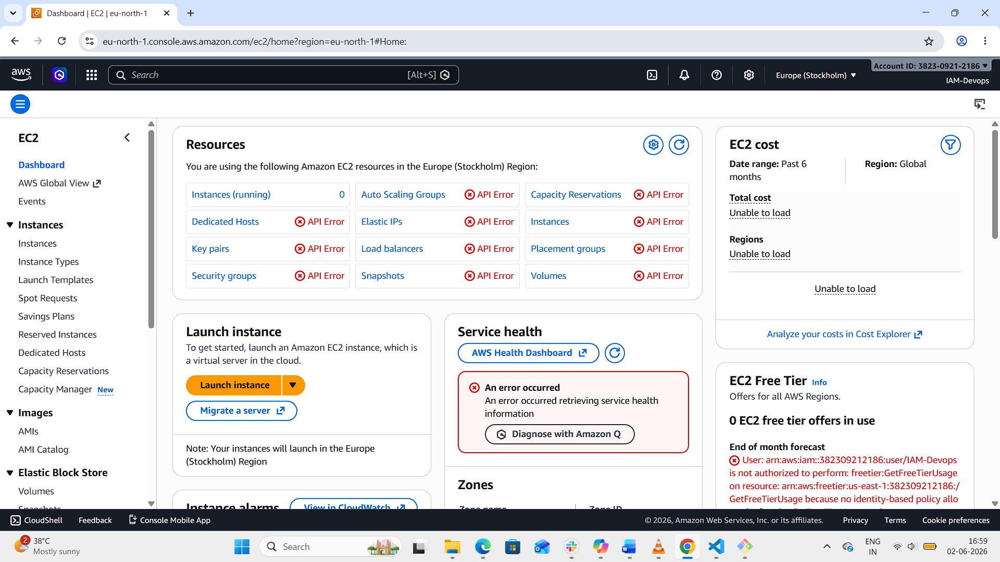 Dashboard | EC2 | eu-north-1
eu-north-1.console.aws.amazon.com/ec2/home?region=eu-north-1#Home:
aws
Search
[Alt+S]
Europe (Stockholm) ▼
Account ID: 3823-0921-2186 ▼
IAM-Devops
EC2
Dashboard
AWS Global View
Events
Instances
Instances
Instance Types
Launch Templates
Spot Requests
Savings Plans
Reserved Instances
Dedicated Hosts
Capacity Reservations
Capacity Manager New
Images
AMIs
AMI Catalog
Elastic Block Store
Volumes
Snapshots
Resources
You are using the following Amazon EC2 resources in the Europe (Stockholm) Region:
Instances (running) 0
Auto Scaling Groups API Error
Capacity Reservations API Error
Dedicated Hosts API Error
Elastic IPs API Error
Instances API Error
Key pairs API Error
Load balancers API Error
Placement groups API Error
Security groups API Error
Snapshots API Error
Volumes API Error
Launch instance
To get started, launch an Amazon EC2 instance, which is
a virtual server in the cloud.
Launch instance
Migrate a server
Note: Your instances will launch in the Europe
(Stockholm) Region
Instance alarms
View in CloudWatch
Service health
AWS Health Dashboard
An error occurred
An error occurred retrieving service health
information
Diagnose with Amazon Q
Zones
Zone name
Zone ID
EC2 cost
Date range: Past 6
months
Region: Global
Total cost
Unable to load
Regions
Unable to load
Unable to load
Analyze your costs in Cost Explorer
EC2 Free Tier Info
Offers for all AWS Regions.
0 EC2 free tier offers in use
End of month forecast
User: arn:aws:iam::382309212186:user/IAM-Devops
is not authorized to perform: freetier:GetFreeTierUsage
on resource: arn:aws:freetier:us-east-1:382309212186:/
GetFreeTierUsage because no identity-based policy allo
CloudShell
Feedback
Console Mobile App
© 2026, Amazon Web Services, Inc. or its affiliates.
Privacy
Terms
Cookie preferences
2
38°C
Mostly sunny
Search
ENG
IN
16:59
02-06-2026